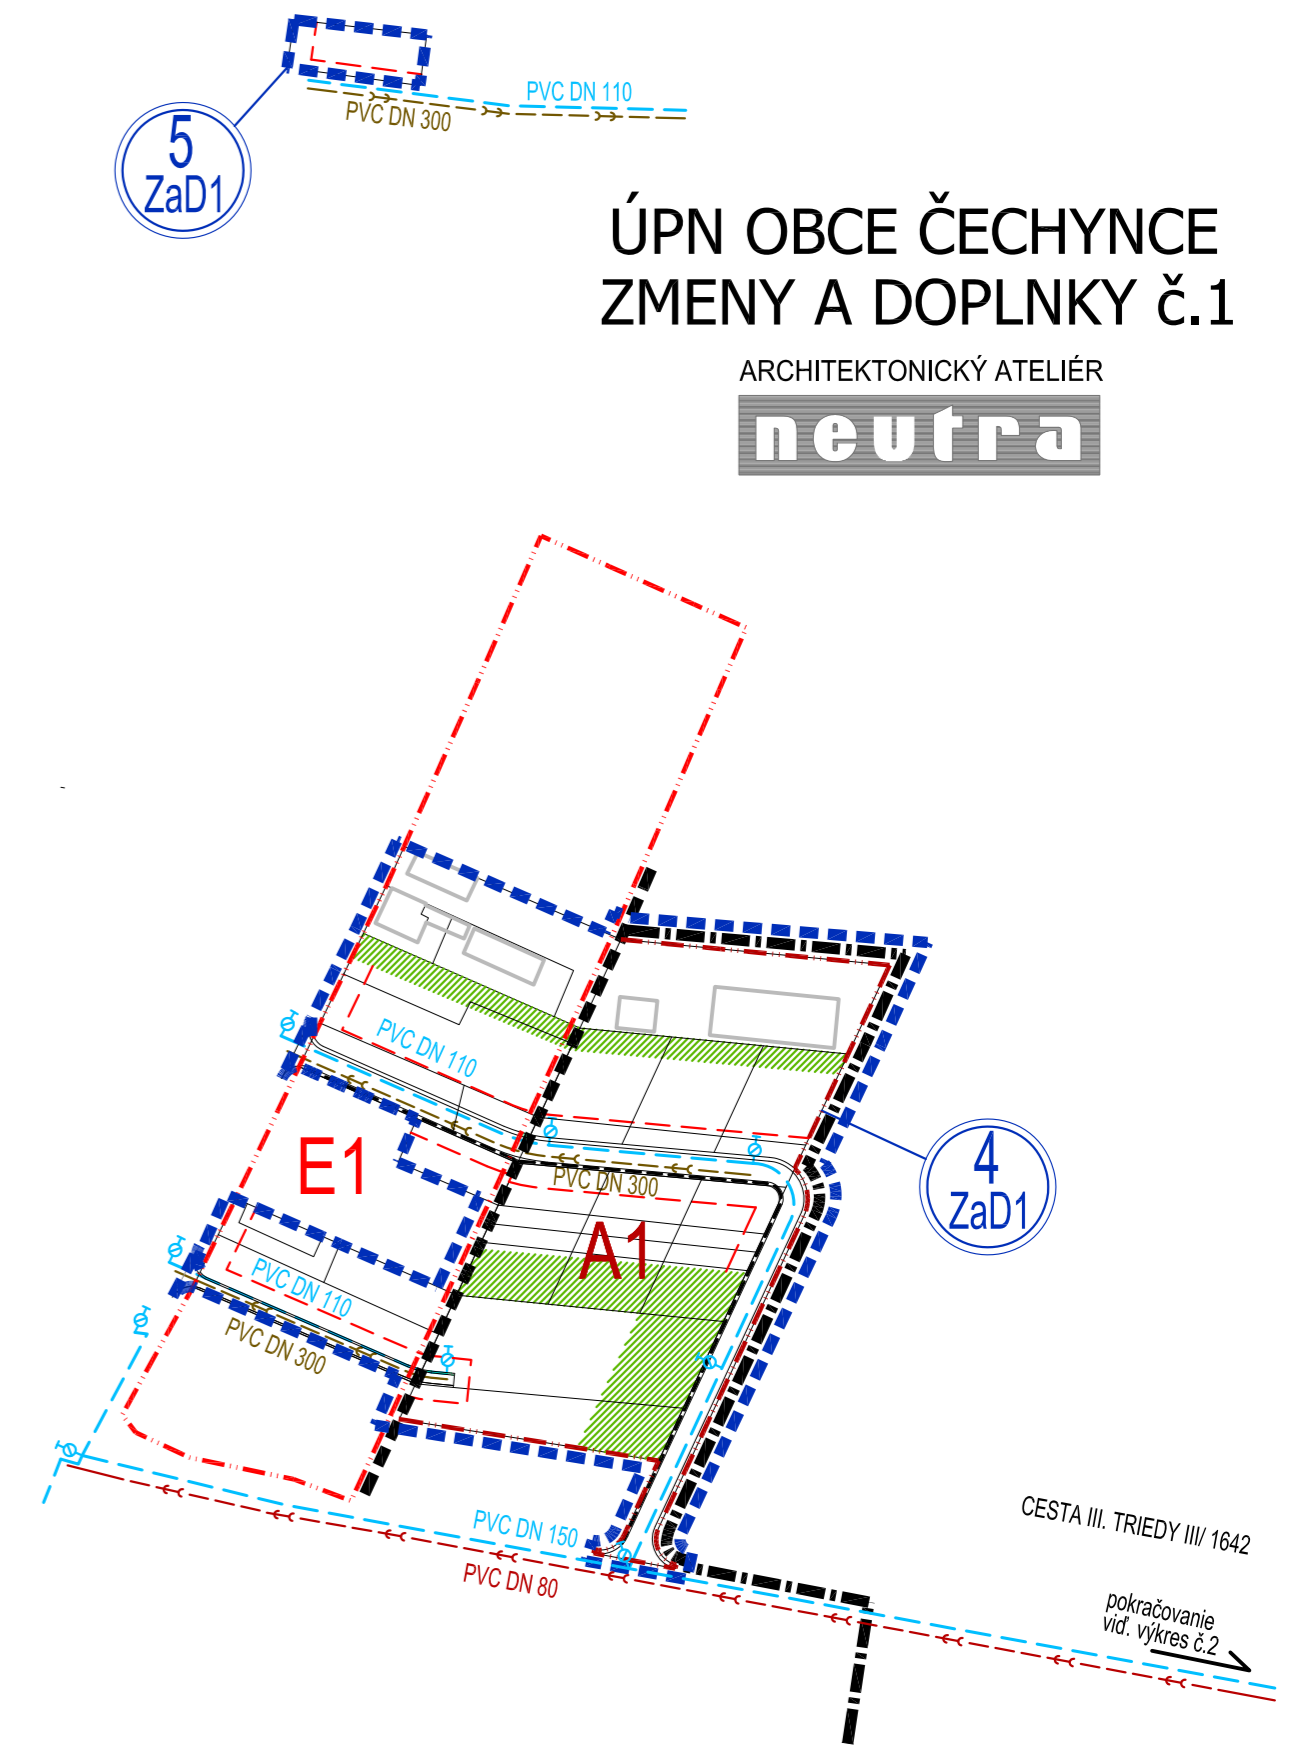 PVC DN 110
PVC DN 300
5
ZaD1
ÚPN OBCE ČECHYNCE
ZMENY A DOPLNKY č.1
ARCHITEKTONICKÝ ATELIÉR
neutra
PVC DN 110
E1
PVC DN 300
4
ZaD1
A1
PVC DN 110
PVC DN 300
PVC DN 150
PVC DN 80
CESTA III. TRIEDY III/ 1642
pokračovanie
viď. výkres č.2